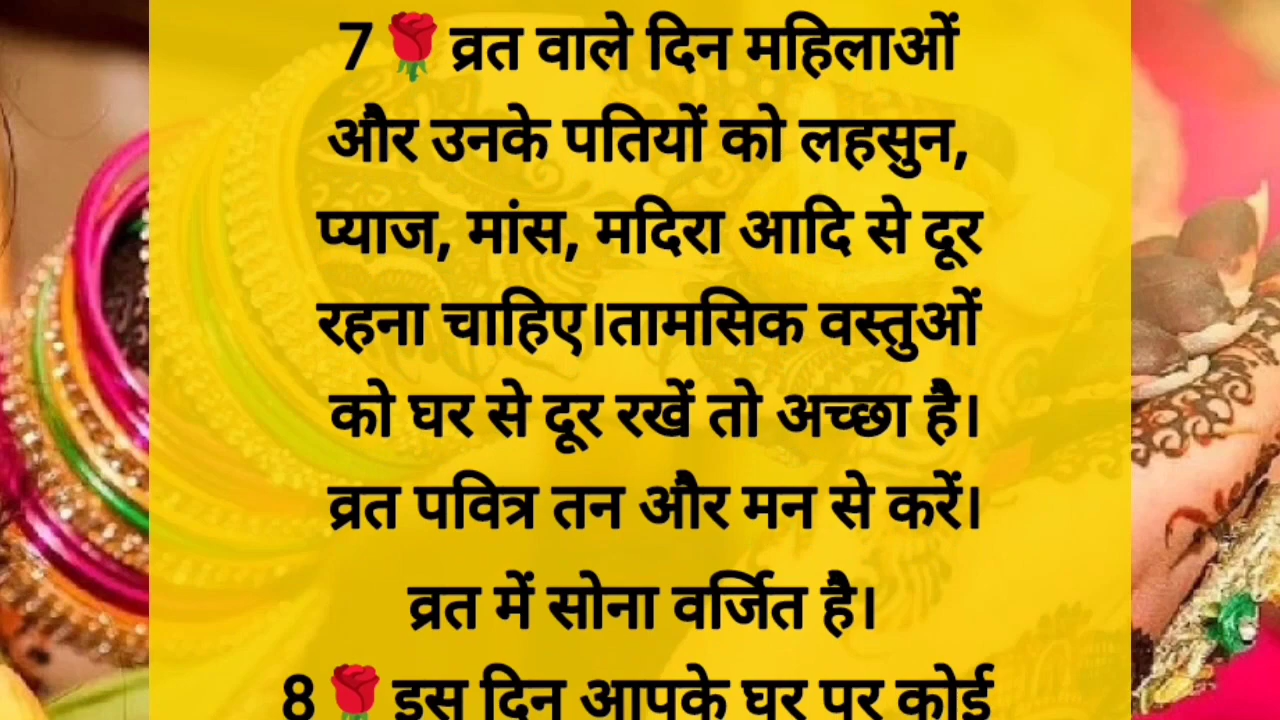 7🌹व्रत वाले दिन महिलाओं
और उनके पतियों को लहसुन,
प्याज, मांस, मदिरा आदि से दूर
रहना चाहिए।तामसिक वस्तुओं
को घर से दूर रखें तो अच्छा है।
व्रत पवित्र तन और मन से करें।
व्रत में सोना वर्जित है।
8🌹इस दिन आपके घर पर कोई